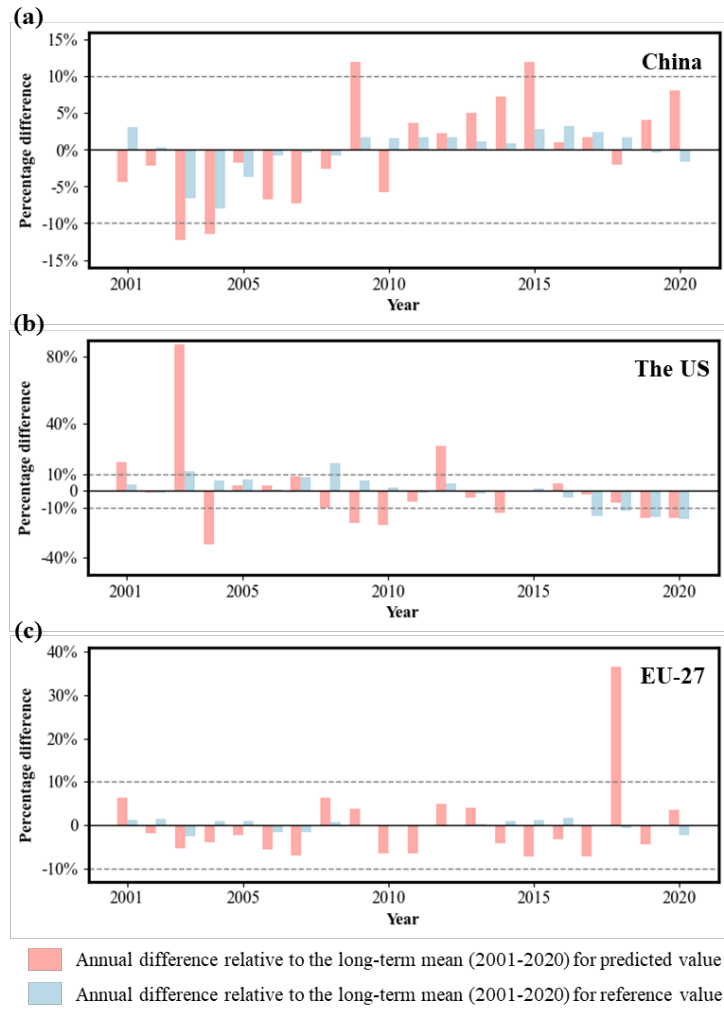 (a)
15%
10%
5%
0%
-5%
-10%
-15%
Percentage difference
China
2001 2005 2010 2015 2020
Year
(b)
80%
40%
10%
0
-10%
-40%
Percentage difference
The US
2001 2005 2010 2015 2020
Year
(c)
40%
30%
20%
10%
0
-10%
Percentage difference
EU-27
2001 2005 2010 2015 2020
Year
Annual difference relative to the long-term mean (2001-2020) for predicted value
Annual difference relative to the long-term mean (2001-2020) for reference value